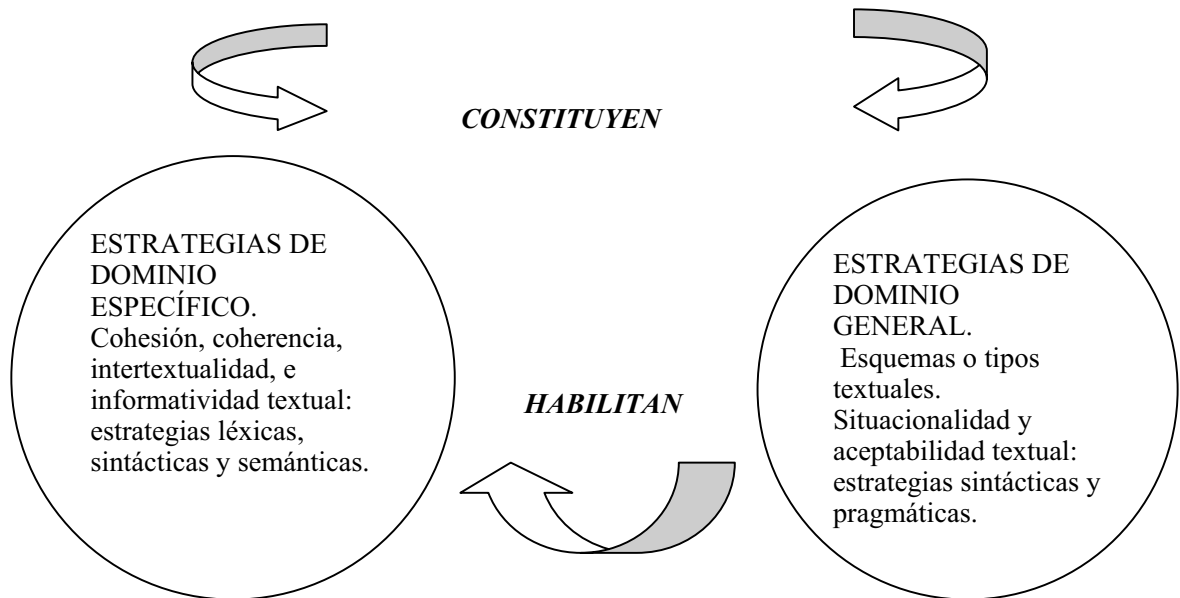 CONSTITUYEN
ESTRATEGIAS DE
DOMINIO
ESPECÍFICO.
Cohesión, coherencia,
intertextualidad, e
informatividad textual:
estrategias léxicas,
sintácticas y semánticas.
HABILITAN
ESTRATEGIAS DE
DOMINIO
GENERAL.
Esquemas o tipos
textuales.
Situacionalidad y
aceptabilidad textual:
estrategias sintácticas y
pragmáticas.